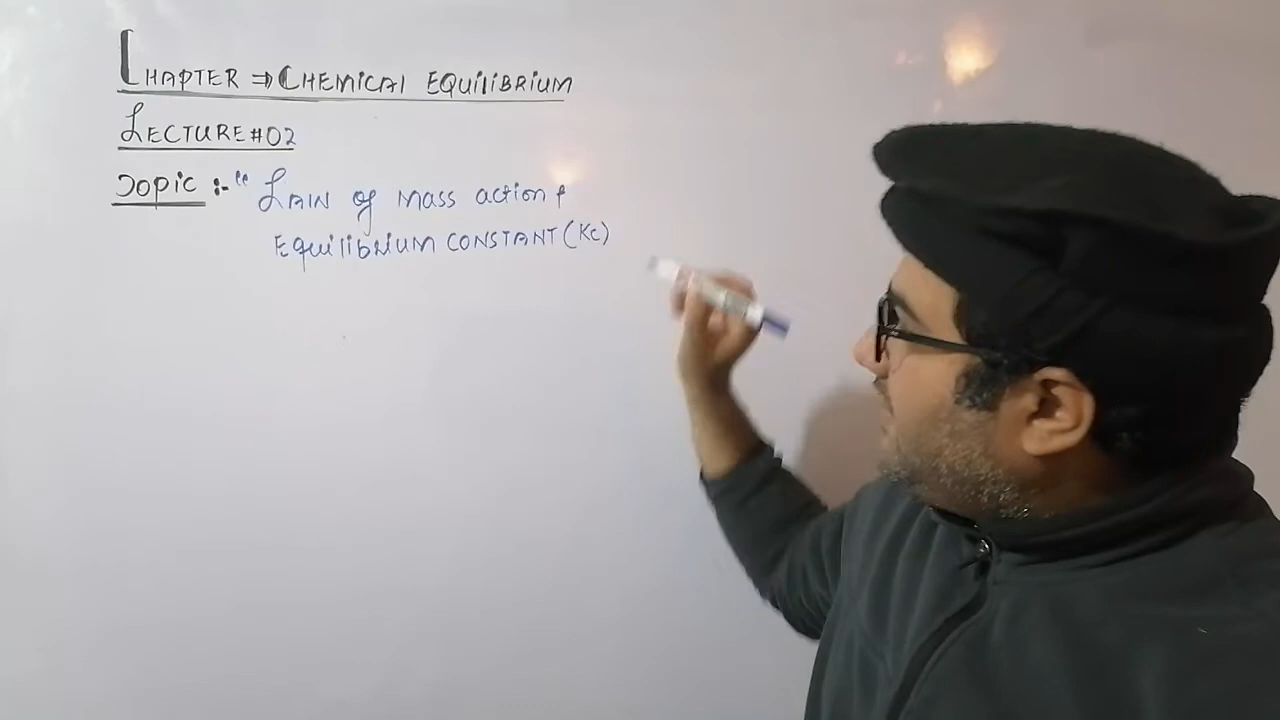 CHAPTER ⇒ CHEMICAL EQUILIBRIUM
LECTURE#02
TOPIC :- "LAW OF MASS ACTION &
EQUILIBRIUM CONSTANT (Kc)